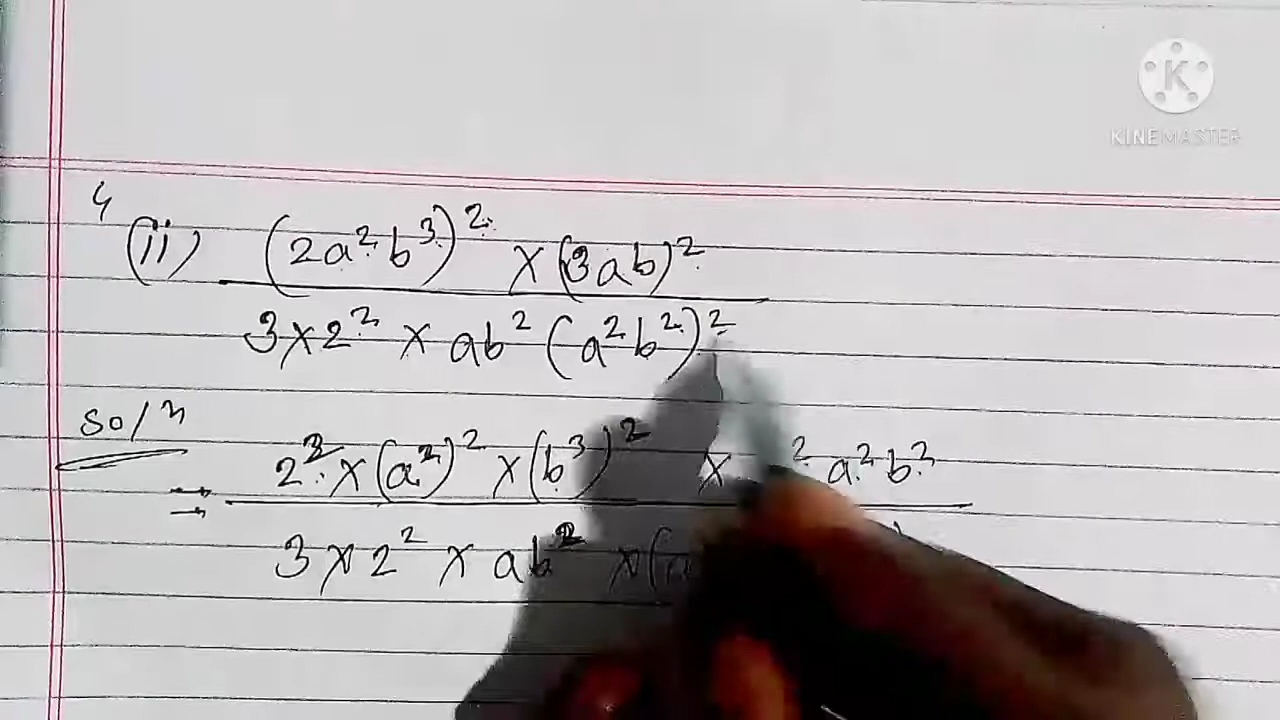 K
KINEMASTER
4
(ii) (2a²b³)² × (3ab)²
3×2² × ab² (a²b²)²
sol/n
⇒ 2² × (a²)² × (b³)² × ² a² b²
3 × 2² × ab² × (